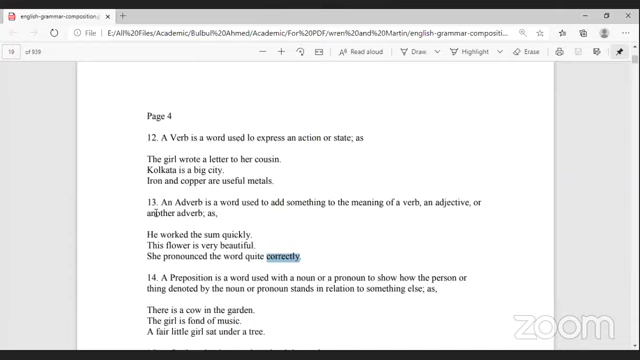 english-grammar-composition.p
File
E:/All%20Files/Academic/Bulbul%20Ahmed/Academic/For%20PDF/wren%20and%20Martin/english-grammar-composition...
19 of 939
Read aloud
Draw
Highlight
Erase
Page 4
12. A Verb is a word used lo express an action or state; as
The girl wrote a letter to her cousin.
Kolkata is a big city.
Iron and copper are useful metals.
13. An Adverb is a word used to add something to the meaning of a verb, an adjective, or
another adverb; as,
He worked the sum quickly.
This flower is very beautiful.
She pronounced the word quite correctly.
14. A Preposition is a word used with a noun or a pronoun to show how the person or
thing denoted by the noun or pronoun stands in relation to something else; as,
There is a cow in the garden.
The girl is fond of music.
A fair little girl sat under a tree.
zoom